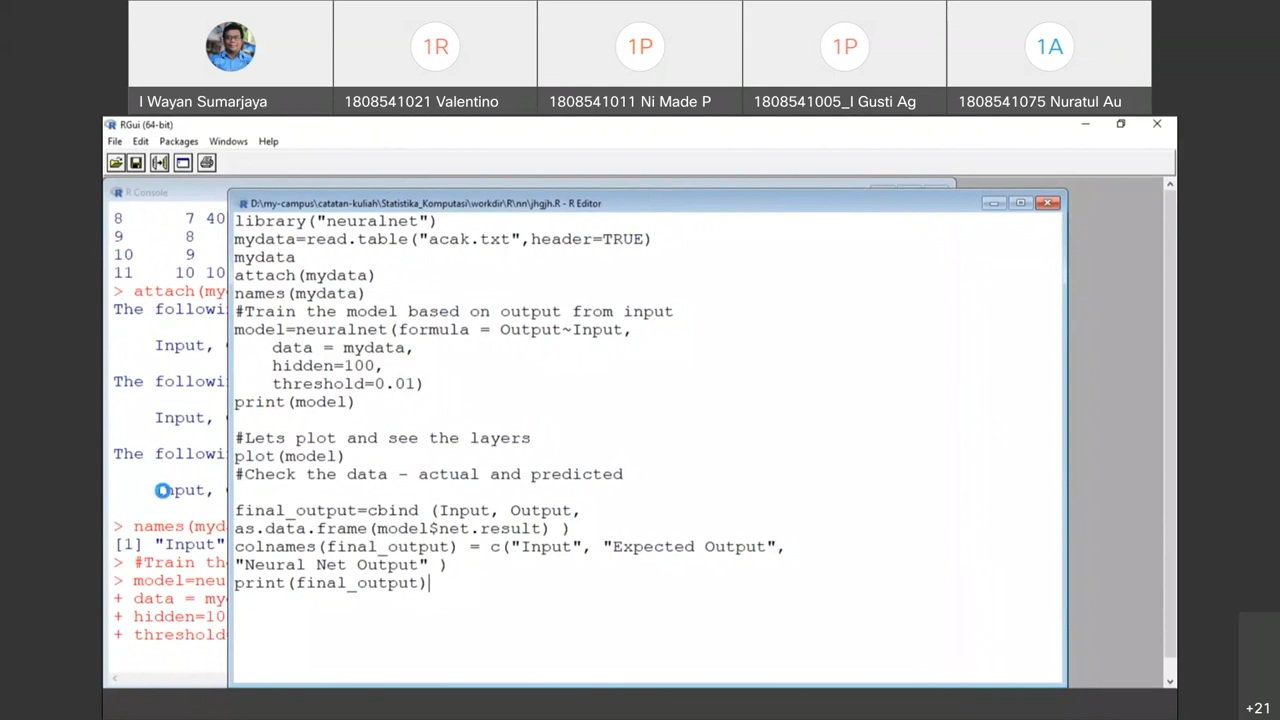 1R
1P
1P
1A
I Wayan Sumarjaya
1808541021 Valentino
1808541011 Ni Made P
1808541005_I Gusti Ag
1808541075 Nuratul Au
RGui (64-bit)
File Edit Packages Windows Help
R Console
8 7 40
9 8
10 9
11 10 10
> attach(my
The followi
Input,
The followi
Input,
The followi
Input,
> names(myd
[1] "Input"
> #Train th
> model=neu
+ data = my
+ hidden=10
+ threshold
D:\my-campus\catatan-kuliah\Statistika_Komputasi\workdir\R\nn\jhgjh.R - R Editor
library("neuralnet")
mydata=read.table("acak.txt",header=TRUE)
mydata
attach(mydata)
names(mydata)
#Train the model based on output from input
model=neuralnet(formula = Output~Input,
data = mydata,
hidden=100,
threshold=0.01)
print(model)
#Lets plot and see the layers
plot(model)
#Check the data - actual and predicted
final_output=cbind (Input, Output,
as.data.frame(model$net.result) )
colnames(final_output) = c("Input", "Expected Output",
"Neural Net Output" )
print(final_output)
+21